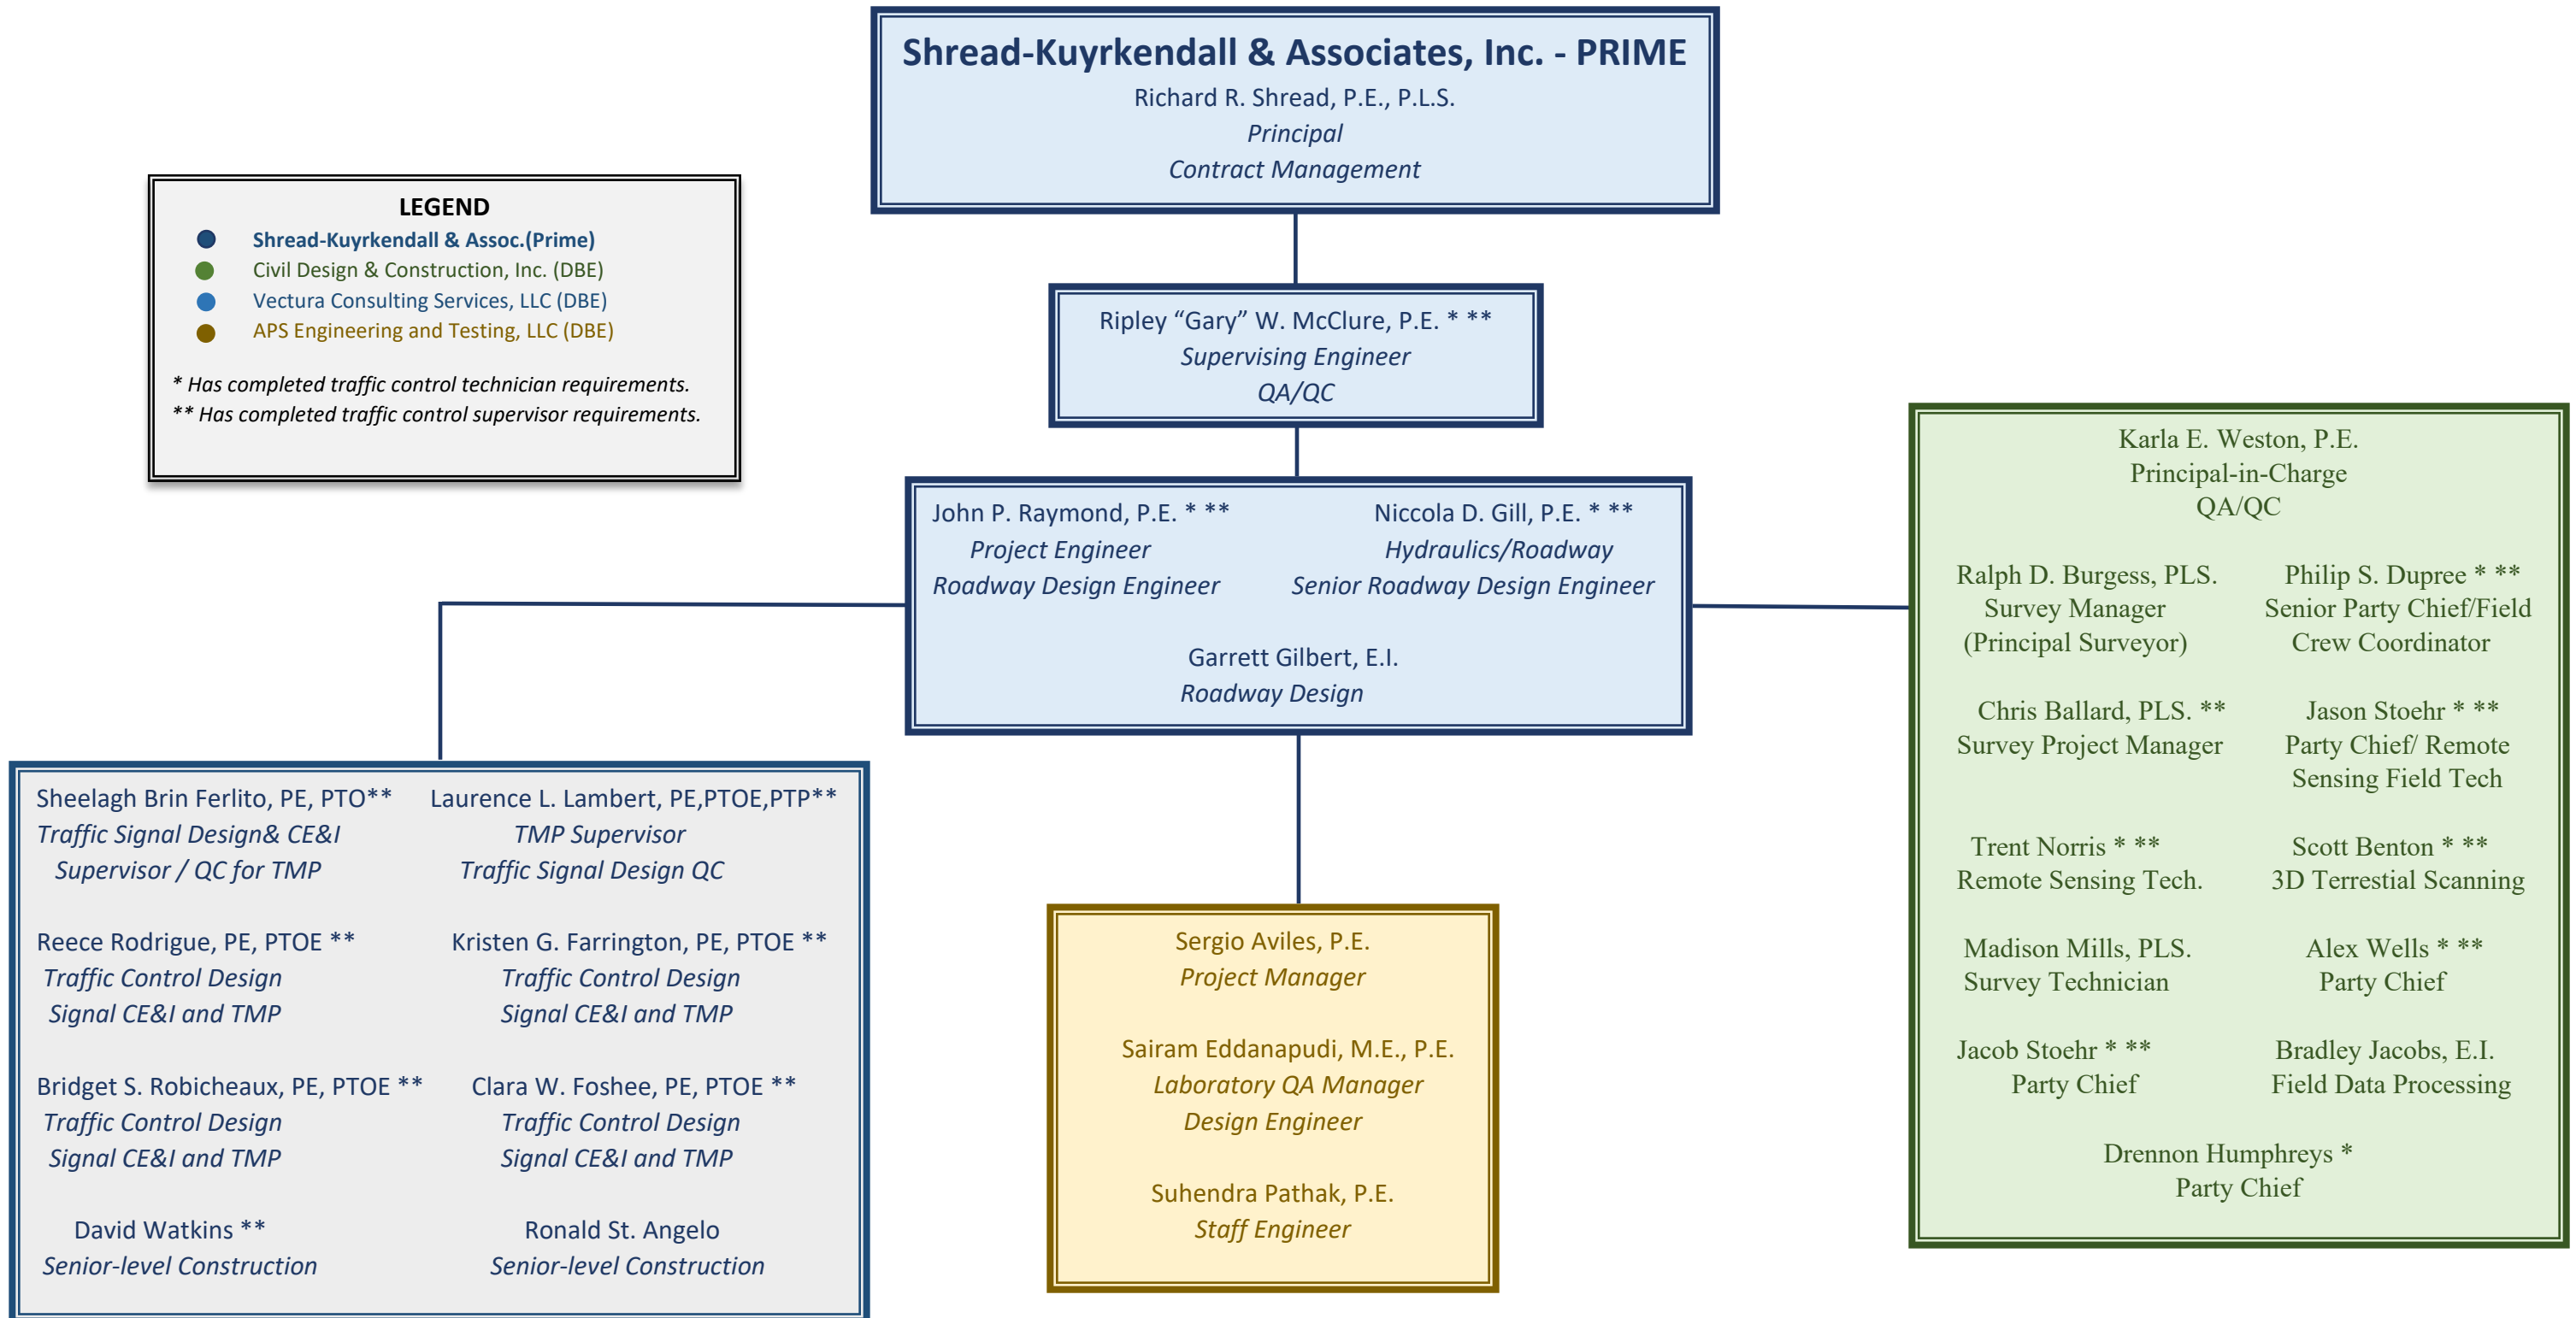 Shread-Kuyrkendall & Associates, Inc. - PRIME
Richard R. Shread, P.E., P.L.S.
Principal
Contract Management
LEGEND
Shread-Kuyrkendall & Assoc.(Prime)
Civil Design & Construction, Inc. (DBE)
Vectura Consulting Services, LLC (DBE)
APS Engineering and Testing, LLC (DBE)
* Has completed traffic control technician requirements.
** Has completed traffic control supervisor requirements.
Ripley “Gary” W. McClure, P.E. * **
Supervising Engineer
QA/QC
John P. Raymond, P.E. * **
Project Engineer
Roadway Design Engineer
Niccola D. Gill, P.E. * **
Hydraulics/Roadway
Senior Roadway Design Engineer
Garrett Gilbert, E.I.
Roadway Design
Sheelagh Brin Ferlito, PE, PTO**
Traffic Signal Design& CE&I
Supervisor / QC for TMP
Laurence L. Lambert, PE,PTOE,PTP**
TMP Supervisor
Traffic Signal Design QC
Reece Rodrigue, PE, PTOE **
Traffic Control Design
Signal CE&I and TMP
Kristen G. Farrington, PE, PTOE **
Traffic Control Design
Signal CE&I and TMP
Bridget S. Robicheaux, PE, PTOE **
Traffic Control Design
Signal CE&I and TMP
Clara W. Foshee, PE, PTOE **
Traffic Control Design
Signal CE&I and TMP
David Watkins **
Senior-level Construction
Ronald St. Angelo
Senior-level Construction
Sergio Aviles, P.E.
Project Manager
Sairam Eddanapudi, M.E., P.E.
Laboratory QA Manager
Design Engineer
Suhendra Pathak, P.E.
Staff Engineer
Karla E. Weston, P.E.
Principal-in-Charge
QA/QC
Ralph D. Burgess, PLS.
Survey Manager
(Principal Surveyor)
Philip S. Dupree * **
Senior Party Chief/Field
Crew Coordinator
Chris Ballard, PLS. **
Survey Project Manager
Jason Stoehr * **
Party Chief/ Remote
Sensing Field Tech
Trent Norris * **
Remote Sensing Tech.
Scott Benton * **
3D Terrestial Scanning
Madison Mills, PLS.
Survey Technician
Alex Wells * **
Party Chief
Jacob Stoehr * **
Party Chief
Bradley Jacobs, E.I.
Field Data Processing
Drennon Humphreys *
Party Chief